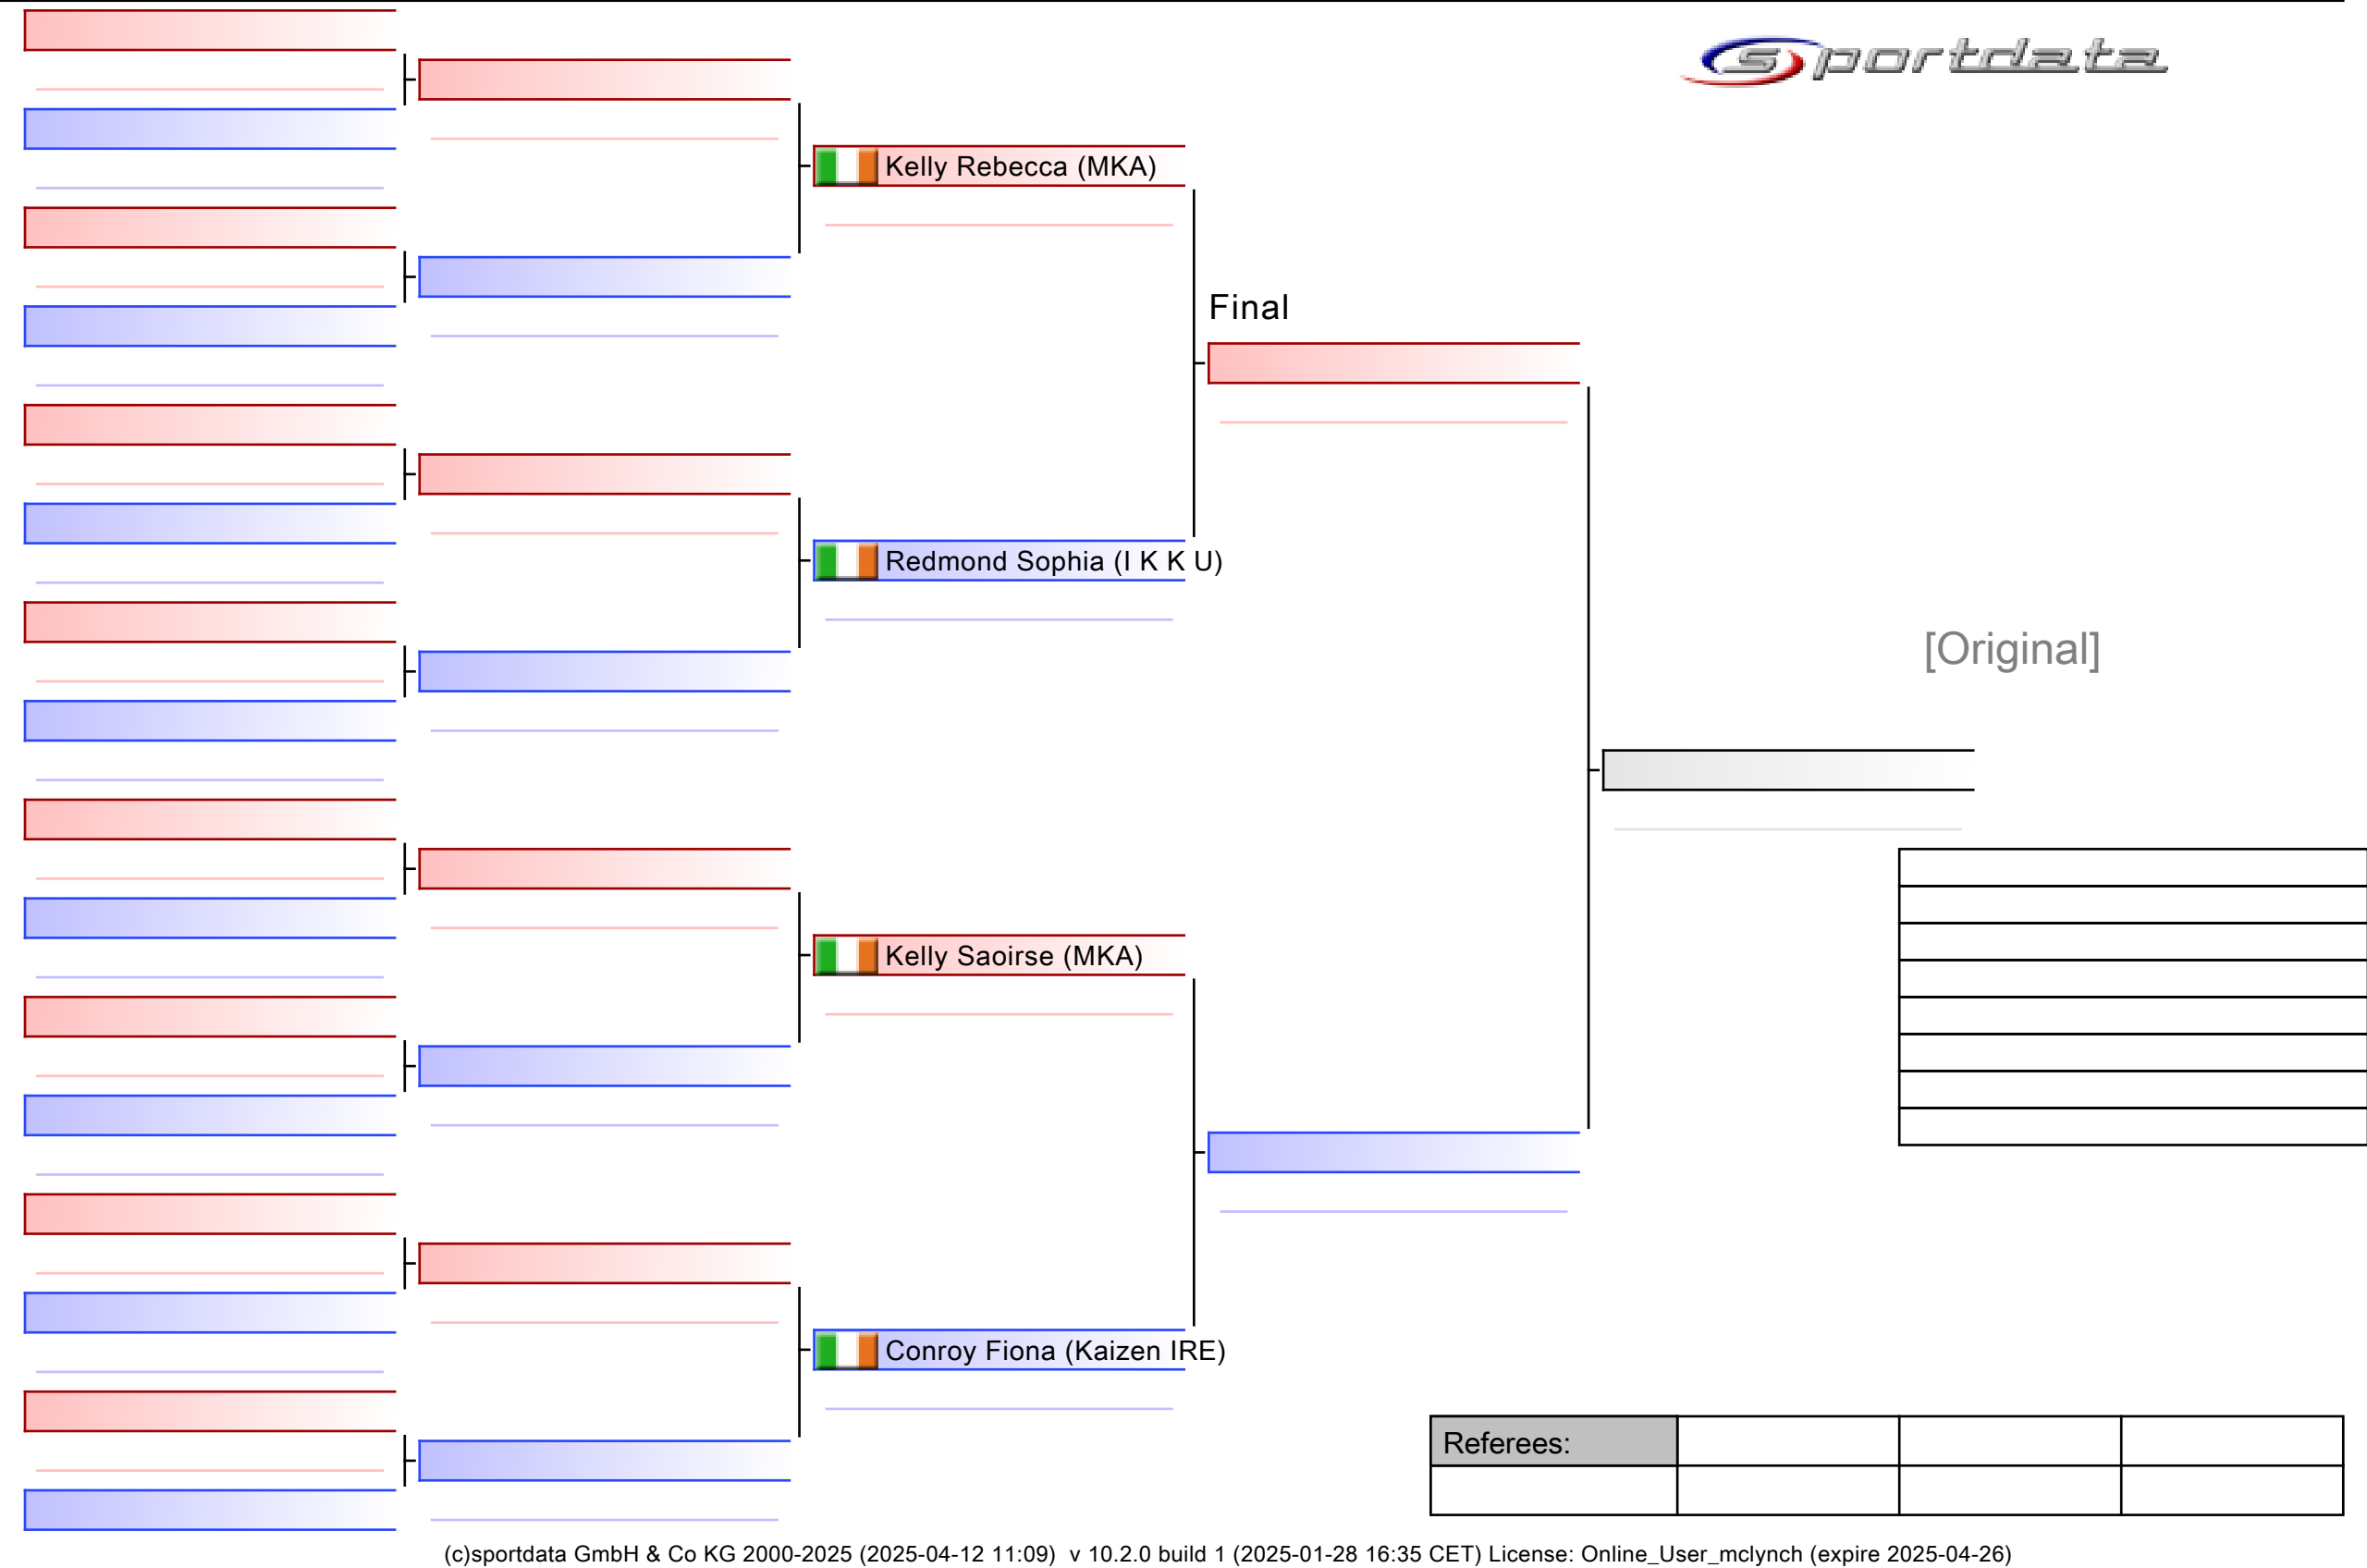 sportdata
Kelly Rebecca (MKA)
Final
Redmond Sophia (I K K U)
[Original]
Kelly Saoirse (MKA)
Conroy Fiona (Kaizen IRE)
Referees:
(c)sportdata GmbH & Co KG 2000-2025 (2025-04-12 11:09)  v 10.2.0 build 1 (2025-01-28 16:35 CET) License: Online_User_mclynch (expire 2025-04-26)